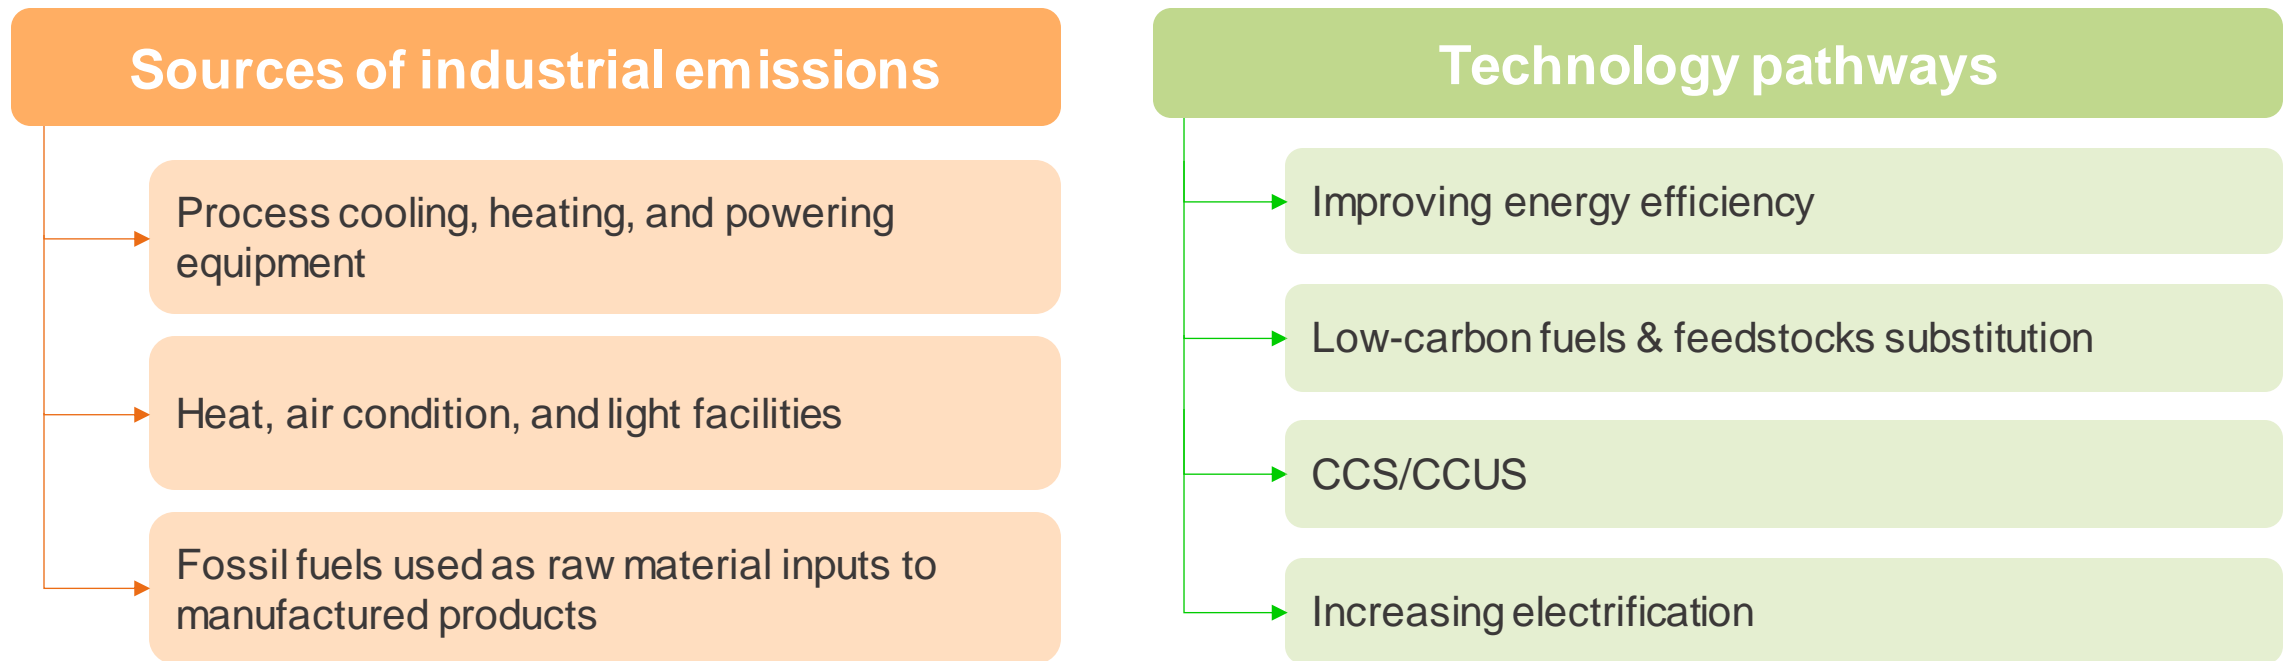 Sources of industrial emissions
Process cooling, heating, and powering
equipment
Heat, air condition, and light facilities
Fossil fuels used as raw material inputs to
manufactured products
Technology pathways
Improving energy efficiency
Low-carbon fuels & feedstocks substitution
CCS/CCUS
Increasing electrification